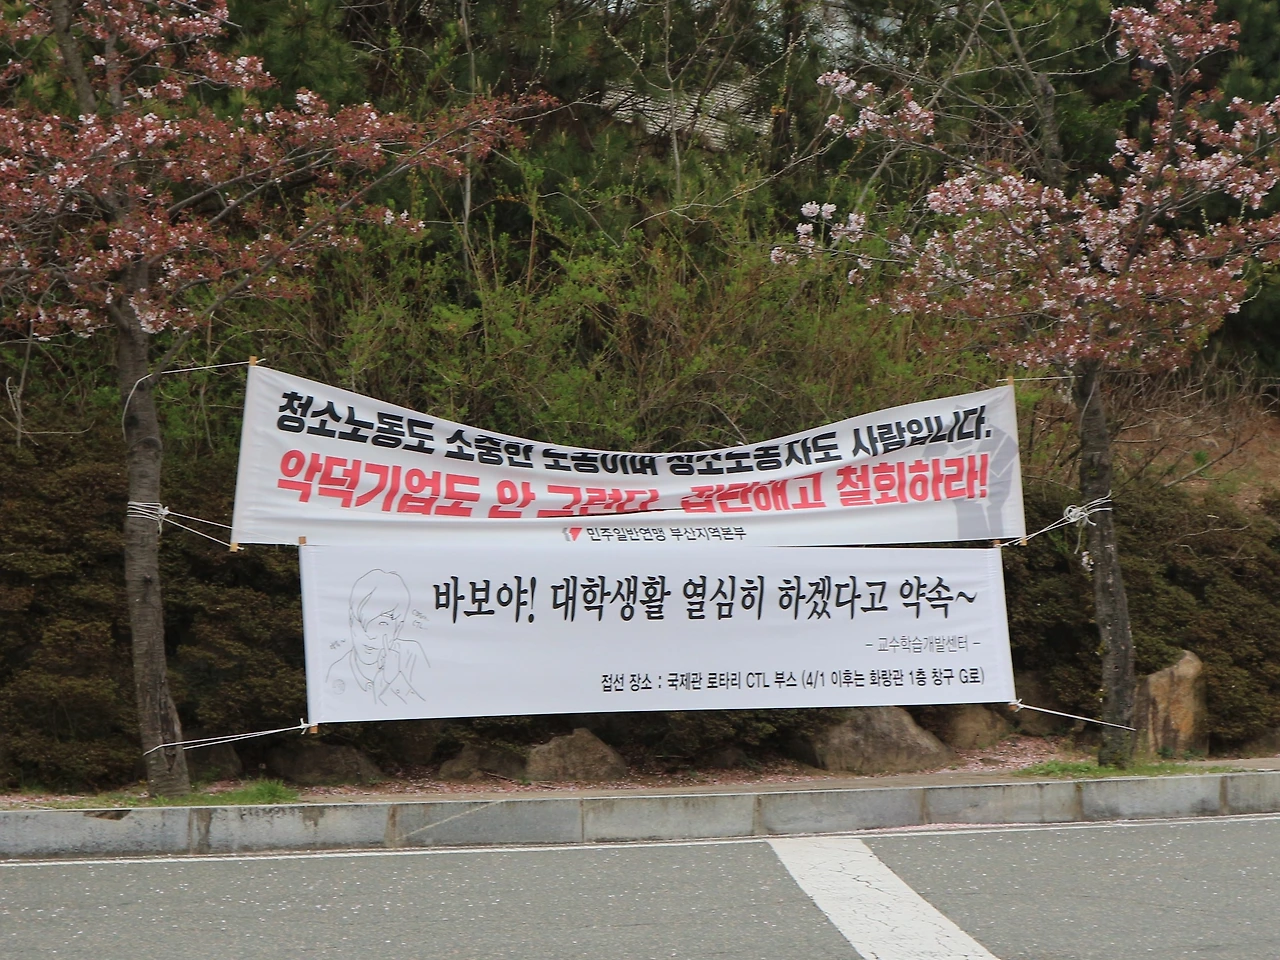 청소노동도 소중한 노동이며 청소노동자도 사람입니다.
악덕기업도 안 그런다. 집단해고 철회하라!
민주일반연맹 부산지역본부
바보야! 대학생활 열심히 하겠다고 약속~
- 교수학습개발센터 -
접선 장소 : 국제관 로타리 CTL 부스 (4/1 이후는 화랑관 1층 창구 G로)